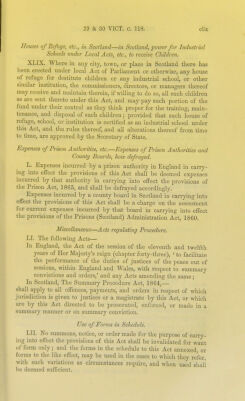 29 & 30 VICT. c. 118. clix
Houses of Refuge, etc., in Scotland—in Scotland, power for Industrial
Schools under Local Acts, etc., to receive Children.
XLIX. Where in any city, town, or place in Scotland there has
been erected under local Act of Parliament or otherwise, any house
of refuge for destitute children or any industrial school, or other
similar institution, the commissioners, directors, or managers thereof
may receive and maintain therein, if willing to do so, all such children
as are sent thereto under this Act, and may pay such portion of the
fund under their control as they think proper for the training, main-
tenance, and disposal of such children; provided that such house of
refuge, school, or institution is certified as an industrial school under
this Act, and the rules thereof, and all alterations thereof from time
to time, are approved by the Secretary of State.
Expenses of Prison Authorities, etc.—Expenses of Prison Authorities and
County Boards, how defrayed.
L. Expenses incurred by a prison authority in England in carry-
ing into effect the provisions of this Act shall be deemed expenses
incurred by that authority in carrying into effect the provisions of
the Prison Act, 1865, and shall be defrayed accordingly.
Expenses incurred by a county board in Scotland in carrying into
effect the provisions of this Act shall be a charge on the assessment
for current expenses incurred by that board in carrying into effect
the provisions of the Prisons (Scotland) Administration Act, 1860.
Miscellaneous—Acts regulating Procedure.
LI. The following Acts—
In England, the Act of the session of the eleventh and twelfth
years of Her Majesty's reign (chapter forty-three), 'to facilitate
the performance of the duties of justices of the peace out of
sessions, within England and Wales, with respect to summary
convictions and orders,' and any Acts amending the same;
In Scotland, The Summary Procedure Act, 1864,—
shall apply to all offences, payments, and orders in respect of which
jurisdiction is given to justices or a magistrate by this Act, or which
are by this Act directed to be prosecuted, enforced, or made in a
summary manner or on summary conviction.
Use of Forms in Schedule.
LII. No summons, notice, or order made for the purpose of carry-
ing into effect the provisions of this Act shall be invalidated for want
of form only; and the forms in the schedule to this Act annexed, or
forms to the like effect, may be used in the cases to which they refer,
with such variations as circumstances require, and when used shall
be deemed sufficient.